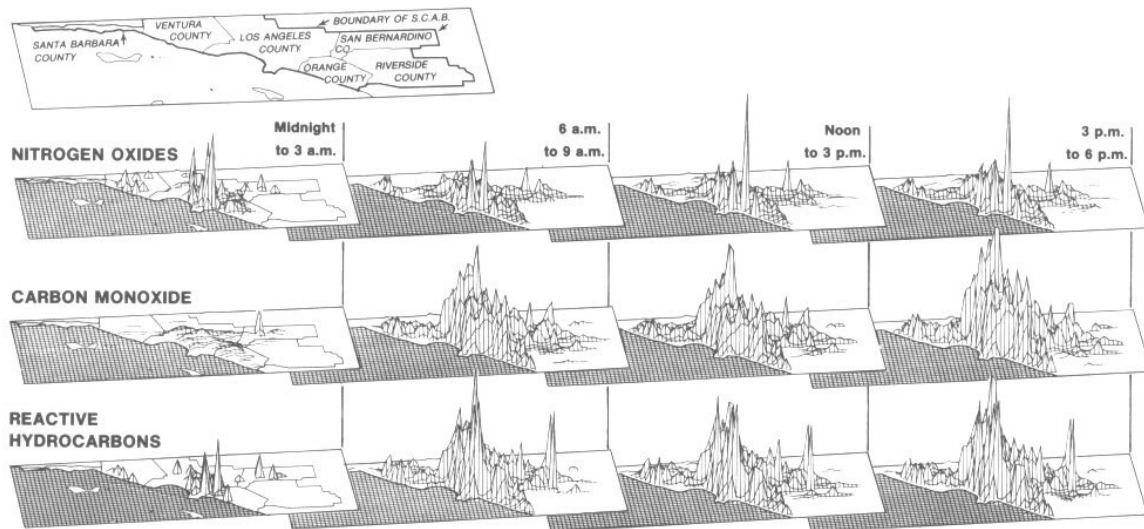 VENTURA
COUNTY
BOUNDARY OF S.C.A.B.
SANTA BARBARA
COUNTY
LOS ANGELES
COUNTY
SAN BERNARDINO
CO.
ORANGE
COUNTY
RIVERSIDE
COUNTY
Midnight
to 3 a.m.
6 a.m.
to 9 a.m.
Noon
to 3 p.m.
3 p.m.
to 6 p.m.
NITROGEN OXIDES
CARBON MONOXIDE
REACTIVE
HYDROCARBONS